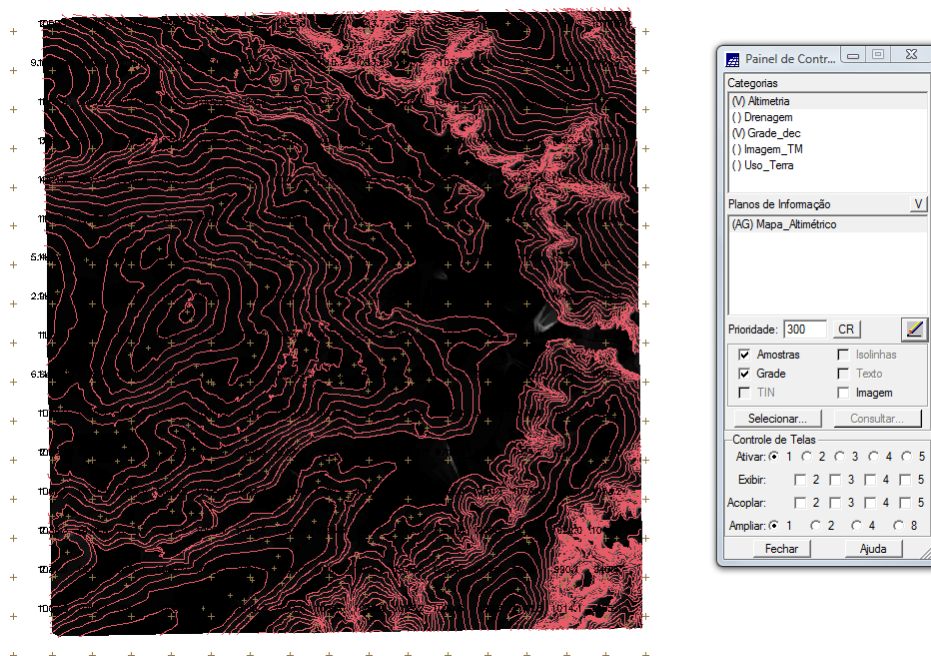 Painel de Contr...
Categorias
(V) Altimetria
( ) Drenagem
(V) Grade_dec
( ) Imagem_TM
( ) Uso_Terra
Planos de Informação V
(AG) Mapa_Altimétrico
Prioridade: 300 CR
Amostras Isolinhas
Grade Texto
TIN Imagem
Selecionar... Consultar...
Controle de Telas
Ativar: 1 2 3 4 5
Exibir: 2 3 4 5
Acoplar: 2 3 4 5
Ampliar: 1 2 4 8
Fechar Ajuda